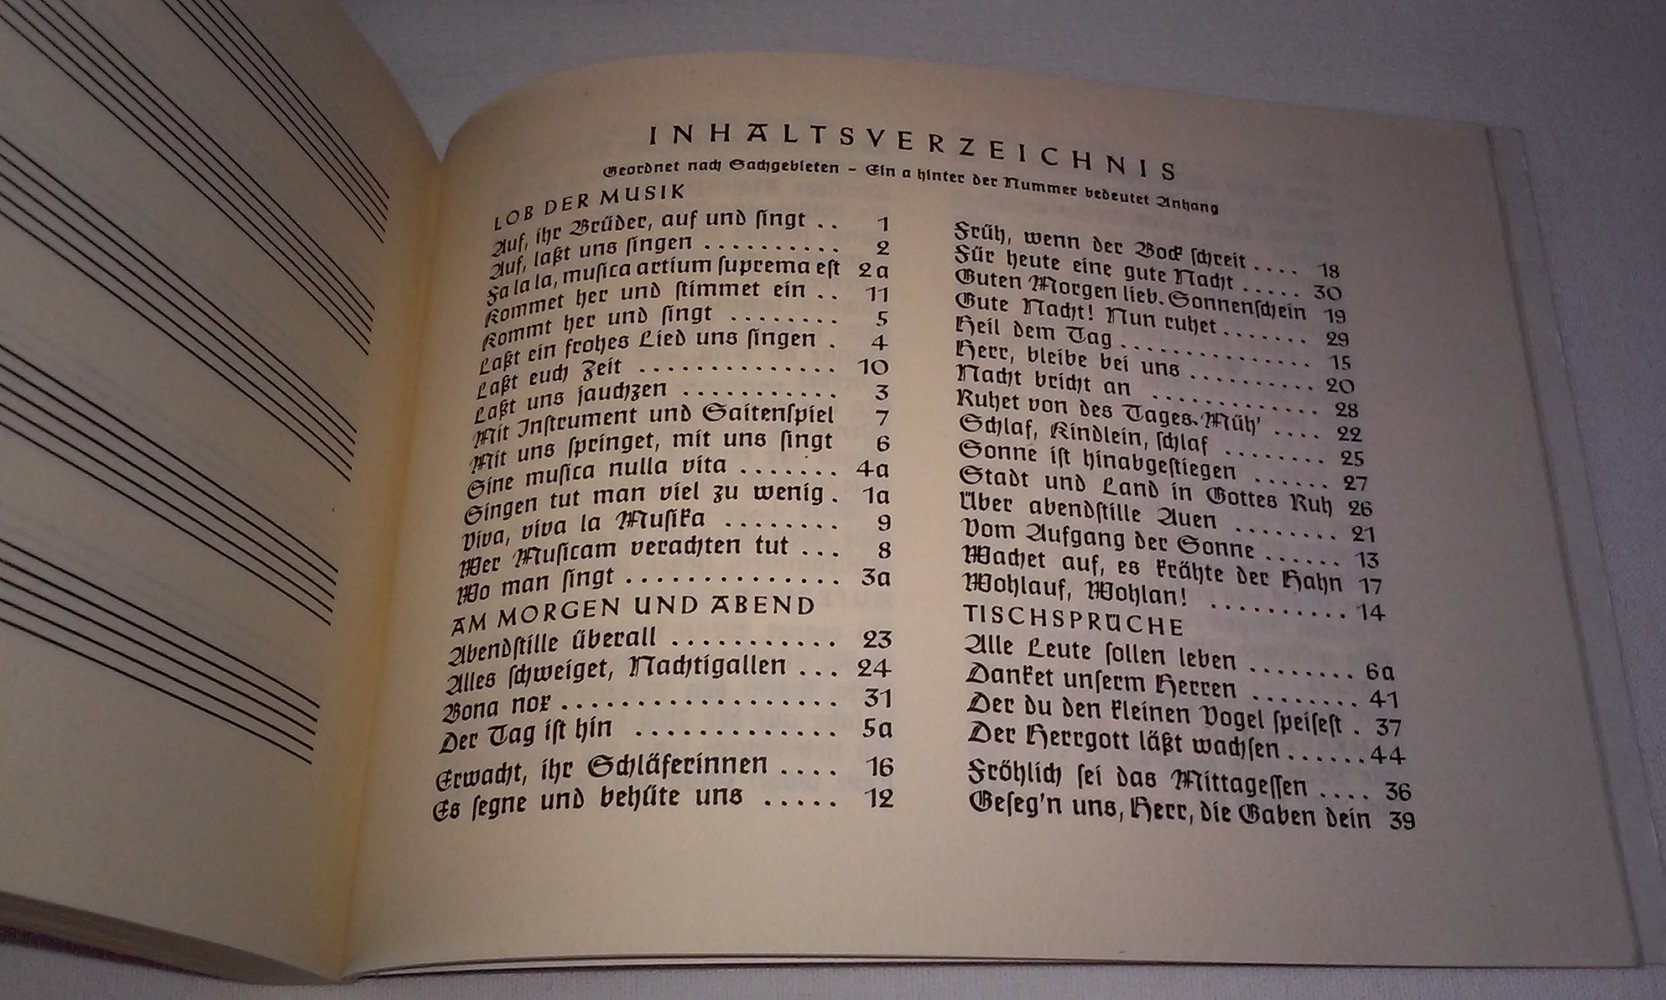 INHALTSVERZEICHNIS
Geordnet nach Sachgebieten – Ein a hinter der Nummer bedeutet Anhang
LOB DER MUSIK
Auf, ihr Brüder, auf und singt . . 1
Auf, laßt uns singen . . . . . . . . . . 2
Fa la la, musica artium suprema est 2a
Kommet her und stimmet ein . . 11
Kommt her und singt . . . . . . . . 5
Laßt ein frohes Lied uns singen . 4
Laßt euch Zeit . . . . . . . . . . . . . . 10
Laßt uns jauchzen . . . . . . . . . . . 3
Mit Instrument und Saitenspiel 7
Mit uns springet, mit uns singt 6
Sine musica nulla vita . . . . . . . 4a
Singen tut man viel zu wenig . 1a
Viva, viva la Musika . . . . . . . . 9
Wer Musicam verachten tut . . . 8
Wo man singt . . . . . . . . . . . . . . 3a
AM MORGEN UND ABEND
Abendstille überall . . . . . . . . . . . 23
Alles schweiget, Nachtigallen . . . 24
Bona nox . . . . . . . . . . . . . . . . . . 31
Der Tag ist hin . . . . . . . . . . . . . 5a
Erwacht, ihr Schläferinnen . . . . 16
Es segne und behüte uns . . . . . 12
Früh, wenn der Bock schreit . . . . 18
Für heute eine gute Nacht . . . . . 30
Guten Morgen lieb. Sonnenschein 19
Gute Nacht! Nun ruhet . . . . . . . 29
Heil dem Tag . . . . . . . . . . . . . . 15
Herr, bleibe bei uns . . . . . . . . . . 20
Nacht bricht an . . . . . . . . . . . . . 28
Ruhet von des Tages Müh' . . . . 22
Schlaf, Kindlein, schlaf . . . . . . . . 25
Sonne ist hinabgestiegen . . . . . . 27
Stadt und Land in Gottes Ruh 26
Über abendstille Auen . . . . . . . . 21
Vom Aufgang der Sonne . . . . . . 13
Wachet auf, es krähte der Hahn 17
Wohlauf, Wohlan! . . . . . . . . . . 14
TISCHSPRÜCHE
Alle Leute sollen leben . . . . . . . . 6a
Danket unserm Herren . . . . . . . 41
Der du den kleinen Vogel speisest . 37
Der Herrgott läßt wachsen . . . . . . 44
Fröhlich sei das Mittagessen . . . . 36
Geseg'n uns, Herr, die Gaben dein 39